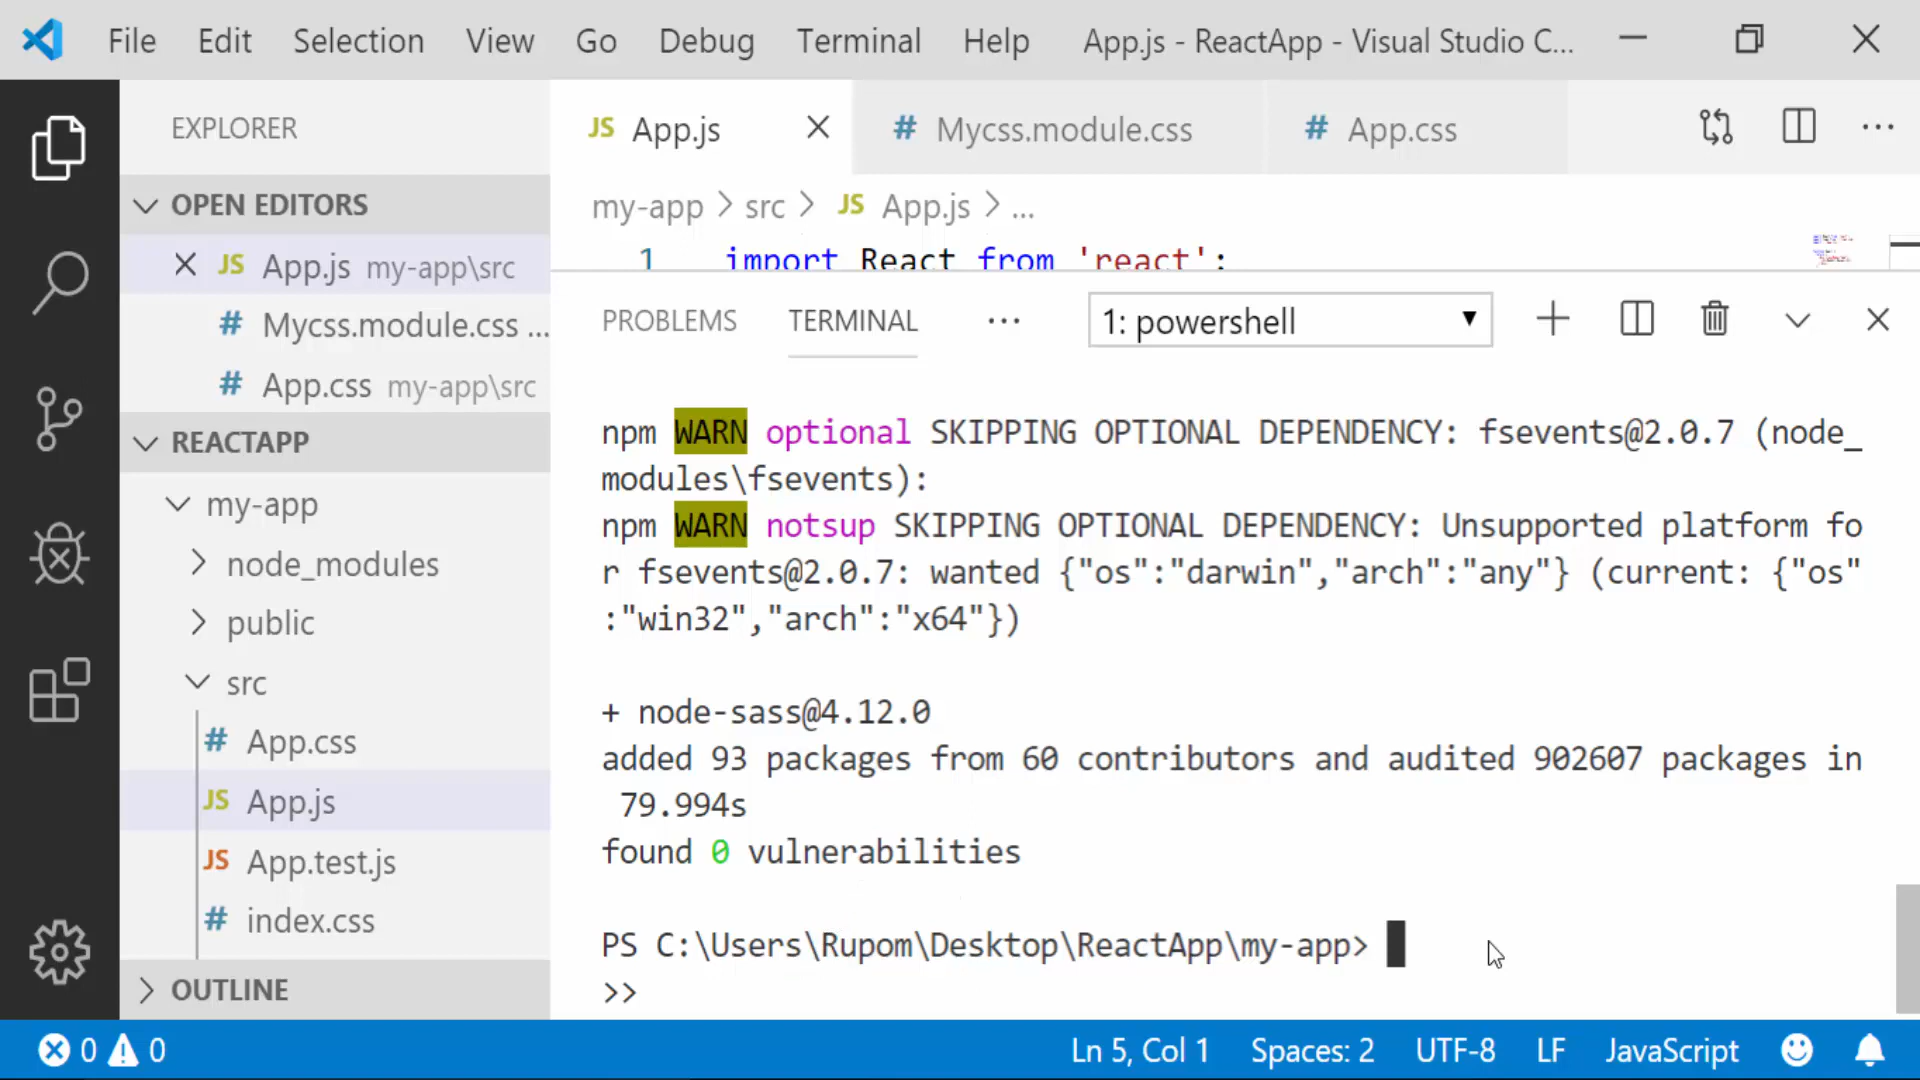 File Edit Selection View Go Debug Terminal Help App.js - ReactApp - Visual Studio C...
EXPLORER
OPEN EDITORS
JS App.js my-app\src
# Mycss.module.css ...
# App.css my-app\src
REACTAPP
my-app
node_modules
public
src
# App.css
JS App.js
JS App.test.js
# index.css
OUTLINE
JS App.js # Mycss.module.css # App.css
my-app > src > JS App.js > ...
1 import React from 'react';
PROBLEMS TERMINAL ... 1: powershell
npm WARN optional SKIPPING OPTIONAL DEPENDENCY: fsevents@2.0.7 (node_
modules\fsevents):
npm WARN notsup SKIPPING OPTIONAL DEPENDENCY: Unsupported platform fo
r fsevents@2.0.7: wanted {"os":"darwin","arch":"any"} (current: {"os"
:"win32","arch":"x64"})
+ node-sass@4.12.0
added 93 packages from 60 contributors and audited 902607 packages in
79.994s
found 0 vulnerabilities
PS C:\Users\Rupom\Desktop\ReactApp\my-app>
>>
0 0 Ln 5, Col 1 Spaces: 2 UTF-8 LF JavaScript